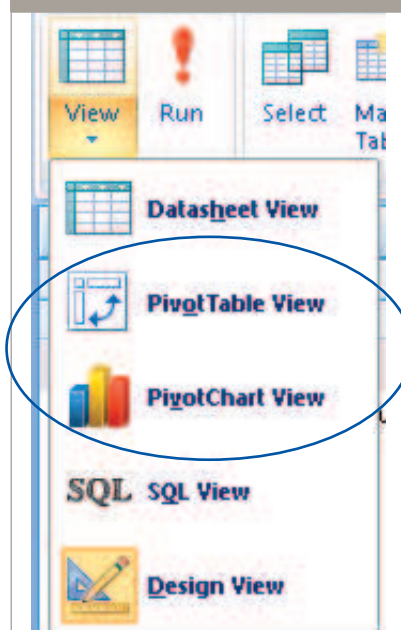 View Run Select Ma
Tab
Datasheet View
PivotTable View
PivotChart View
SQL SQL View
Design View